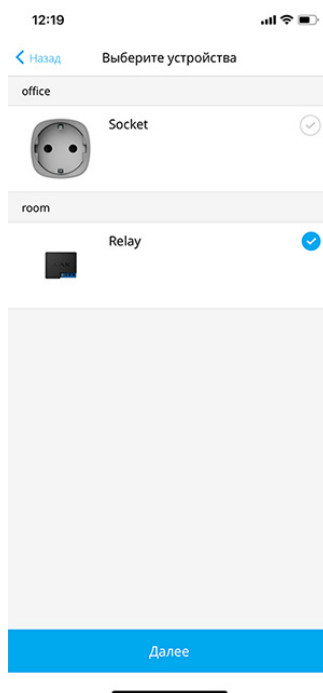 12:19
Назад Выберите устройства
office
Socket
room
Relay
Далее